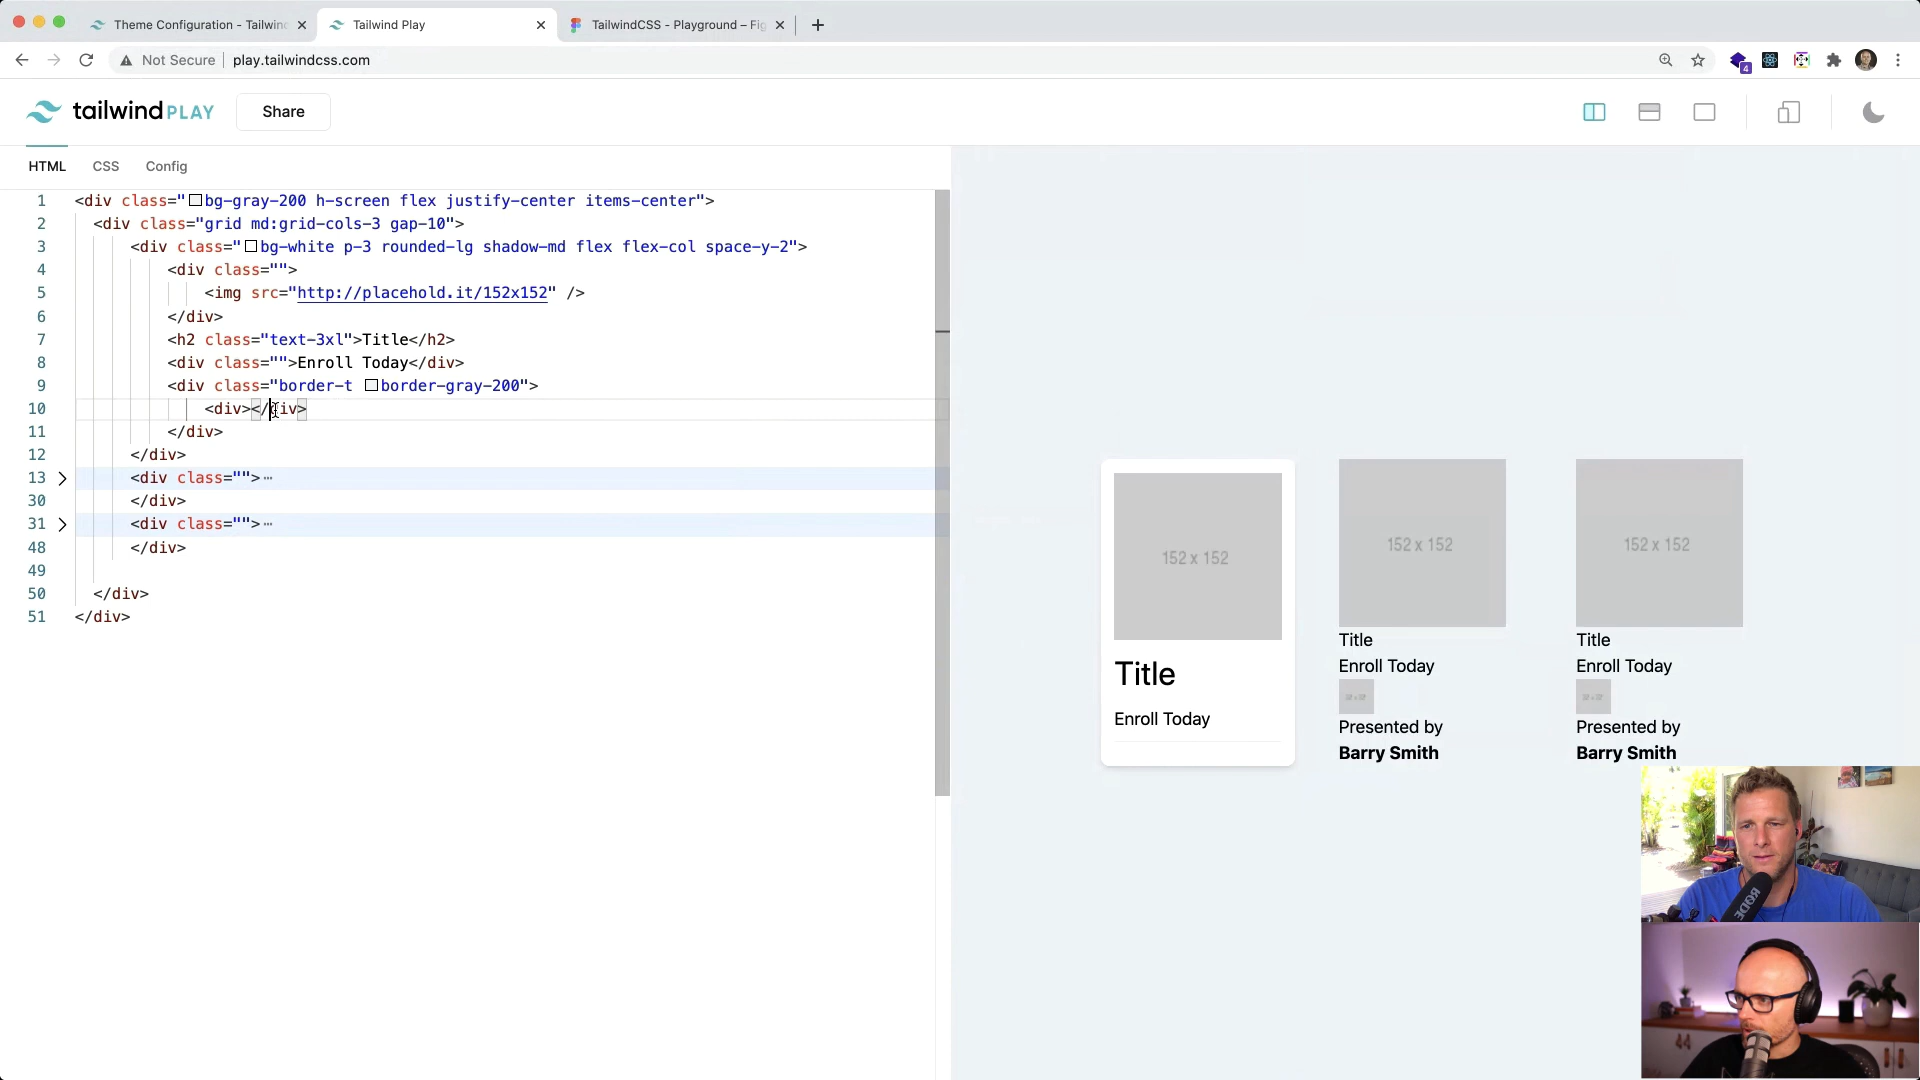 Theme Configuration - Tailwind
Tailwind Play
TailwindCSS - Playground – Fig
Not Secure
play.tailwindcss.com
4
tailwind PLAY
Share
HTML
CSS
Config
1 <div class="bg-gray-200 h-screen flex justify-center items-center">
2 <div class="grid md:grid-cols-3 gap-10">
3 <div class="bg-white p-3 rounded-lg shadow-md flex flex-col space-y-2">
4 <div class="">
5 <img src="http://placehold.it/152x152" />
6 </div>
7 <h2 class="text-3xl">Title</h2>
8 <div class="">Enroll Today</div>
9 <div class="border-t border-gray-200">
10 <div></div>
11 </div>
12 </div>
13 <div class="">⋯
30 </div>
31 <div class="">⋯
48 </div>
49
50 </div>
51 </div>
152 x 152
Title
Enroll Today
152 x 152
Title
Enroll Today
Presented by
Barry Smith
152 x 152
Title
Enroll Today
Presented by
Barry Smith
RODE